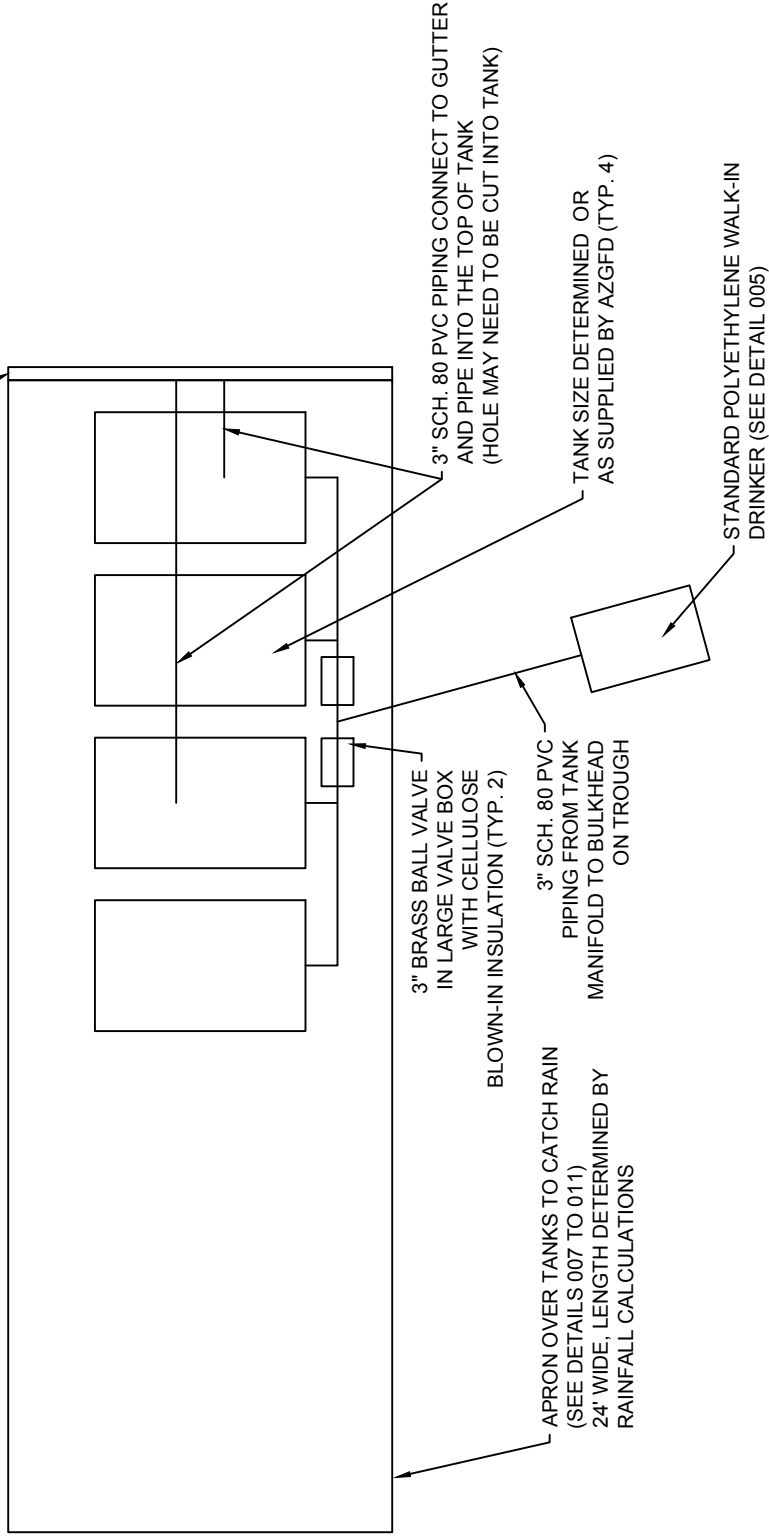 3" SCH. 80 PVC PIPING CONNECT TO GUTTER
AND PIPE INTO THE TOP OF TANK
(HOLE MAY NEED TO BE CUT INTO TANK)
TANK SIZE DETERMINED OR
AS SUPPLIED BY AZGFD (TYP. 4)
STANDARD POLYETHYLENE WALK-IN
DRINKER (SEE DETAIL 005)
3" BRASS BALL VALVE
IN LARGE VALVE BOX
WITH CELLULOSE
BLOWN-IN INSULATION (TYP. 2)
3" SCH. 80 PVC
PIPING FROM TANK
MANIFOLD TO BULKHEAD
ON TROUGH
APRON OVER TANKS TO CATCH RAIN
(SEE DETAILS 007 TO 011)
24' WIDE, LENGTH DETERMINED BY
RAINFALL CALCULATIONS